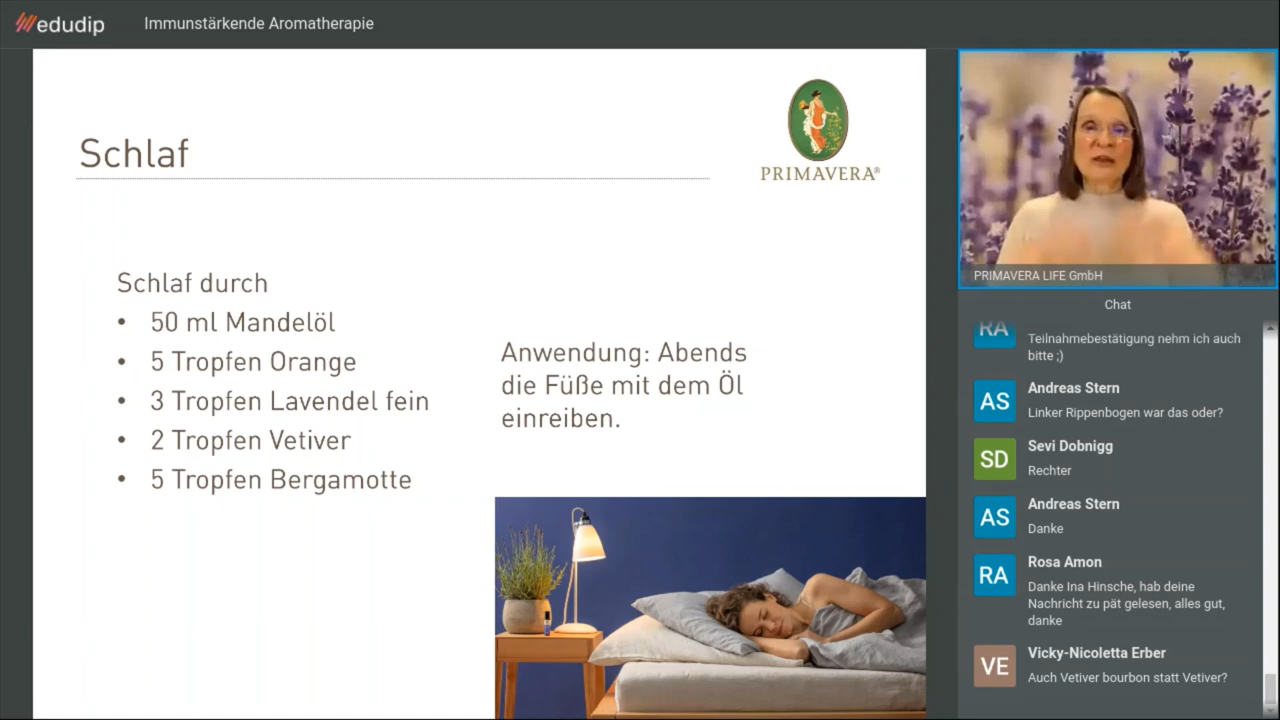 edudip
Immunstärkende Aromatherapie
Schlaf
PRIMAVERA®
Schlaf durch
• 50 ml Mandelöl
• 5 Tropfen Orange
• 3 Tropfen Lavendel fein
• 2 Tropfen Vetiver
• 5 Tropfen Bergamotte
Anwendung: Abends
die Füße mit dem Öl
einreiben.
PRIMAVERA LIFE GmbH
Chat
RA
Teilnahmebestätigung nehm ich auch
bitte ;)
AS
Andreas Stern
Linker Rippenbogen war das oder?
SD
Sevi Dobnigg
Rechter
AS
Andreas Stern
Danke
RA
Rosa Amon
Danke Ina Hinsche, hab deine
Nachricht zu pät gelesen, alles gut,
danke
VE
Vicky-Nicoletta Erber
Auch Vetiver bourbon statt Vetiver?